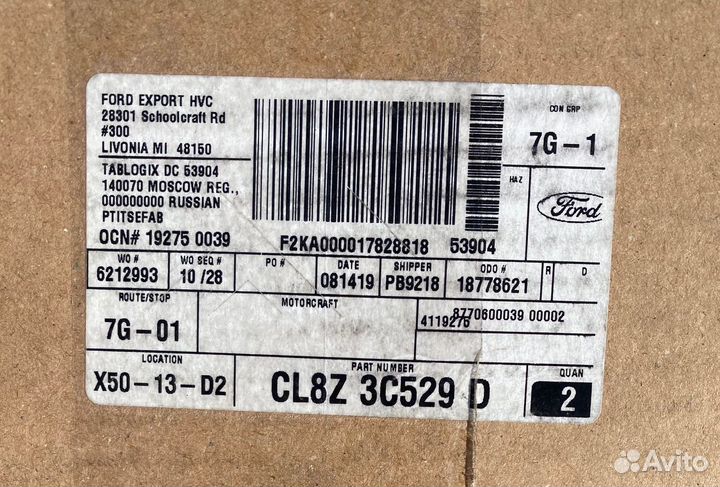 FORD EXPORT HVC
28301 Schoolcraft Rd
#300
LIVONIA MI 48150
TABLOGIX DC 53904
140070 MOSCOW REG.,
000000000 RUSSIAN
PTITSEFAB
OCN# 19275 0039
F2KA000017828818 53904
CON GRP
7G-1
HAZ
Ford
WO # WO SEQ # PO # DATE SHIPPER ODO # R D
6212993 10/28 081419 PB9218 18778621
ROUTE/STOP
7G-01
MOTORCRAFT
8770600039 00002
4119275
LOCATION
X50-13-D2
PART NUMBER
CL8Z 3C529 D
QUAN
2
Avito